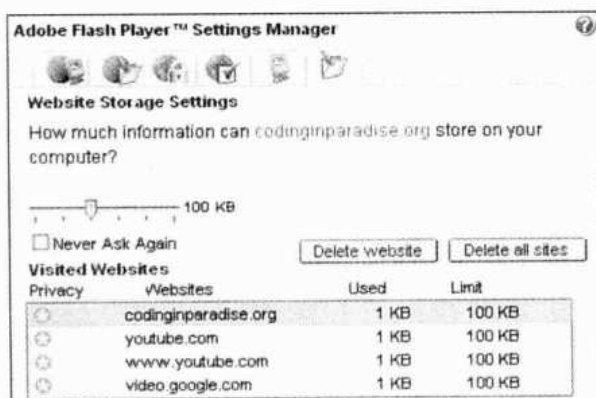 Adobe Flash Player™ Settings Manager
Website Storage Settings
How much information can codinginparadise.org store on your
computer?
100 KB
Never Ask Again
Delete website
Delete all sites
Visited Websites
Privacy Websites Used Limit
codinginparadise.org 1 KB 100 KB
youtube.com 1 KB 100 KB
www.youtube.com 1 KB 100 KB
video.google.com 1 KB 100 KB